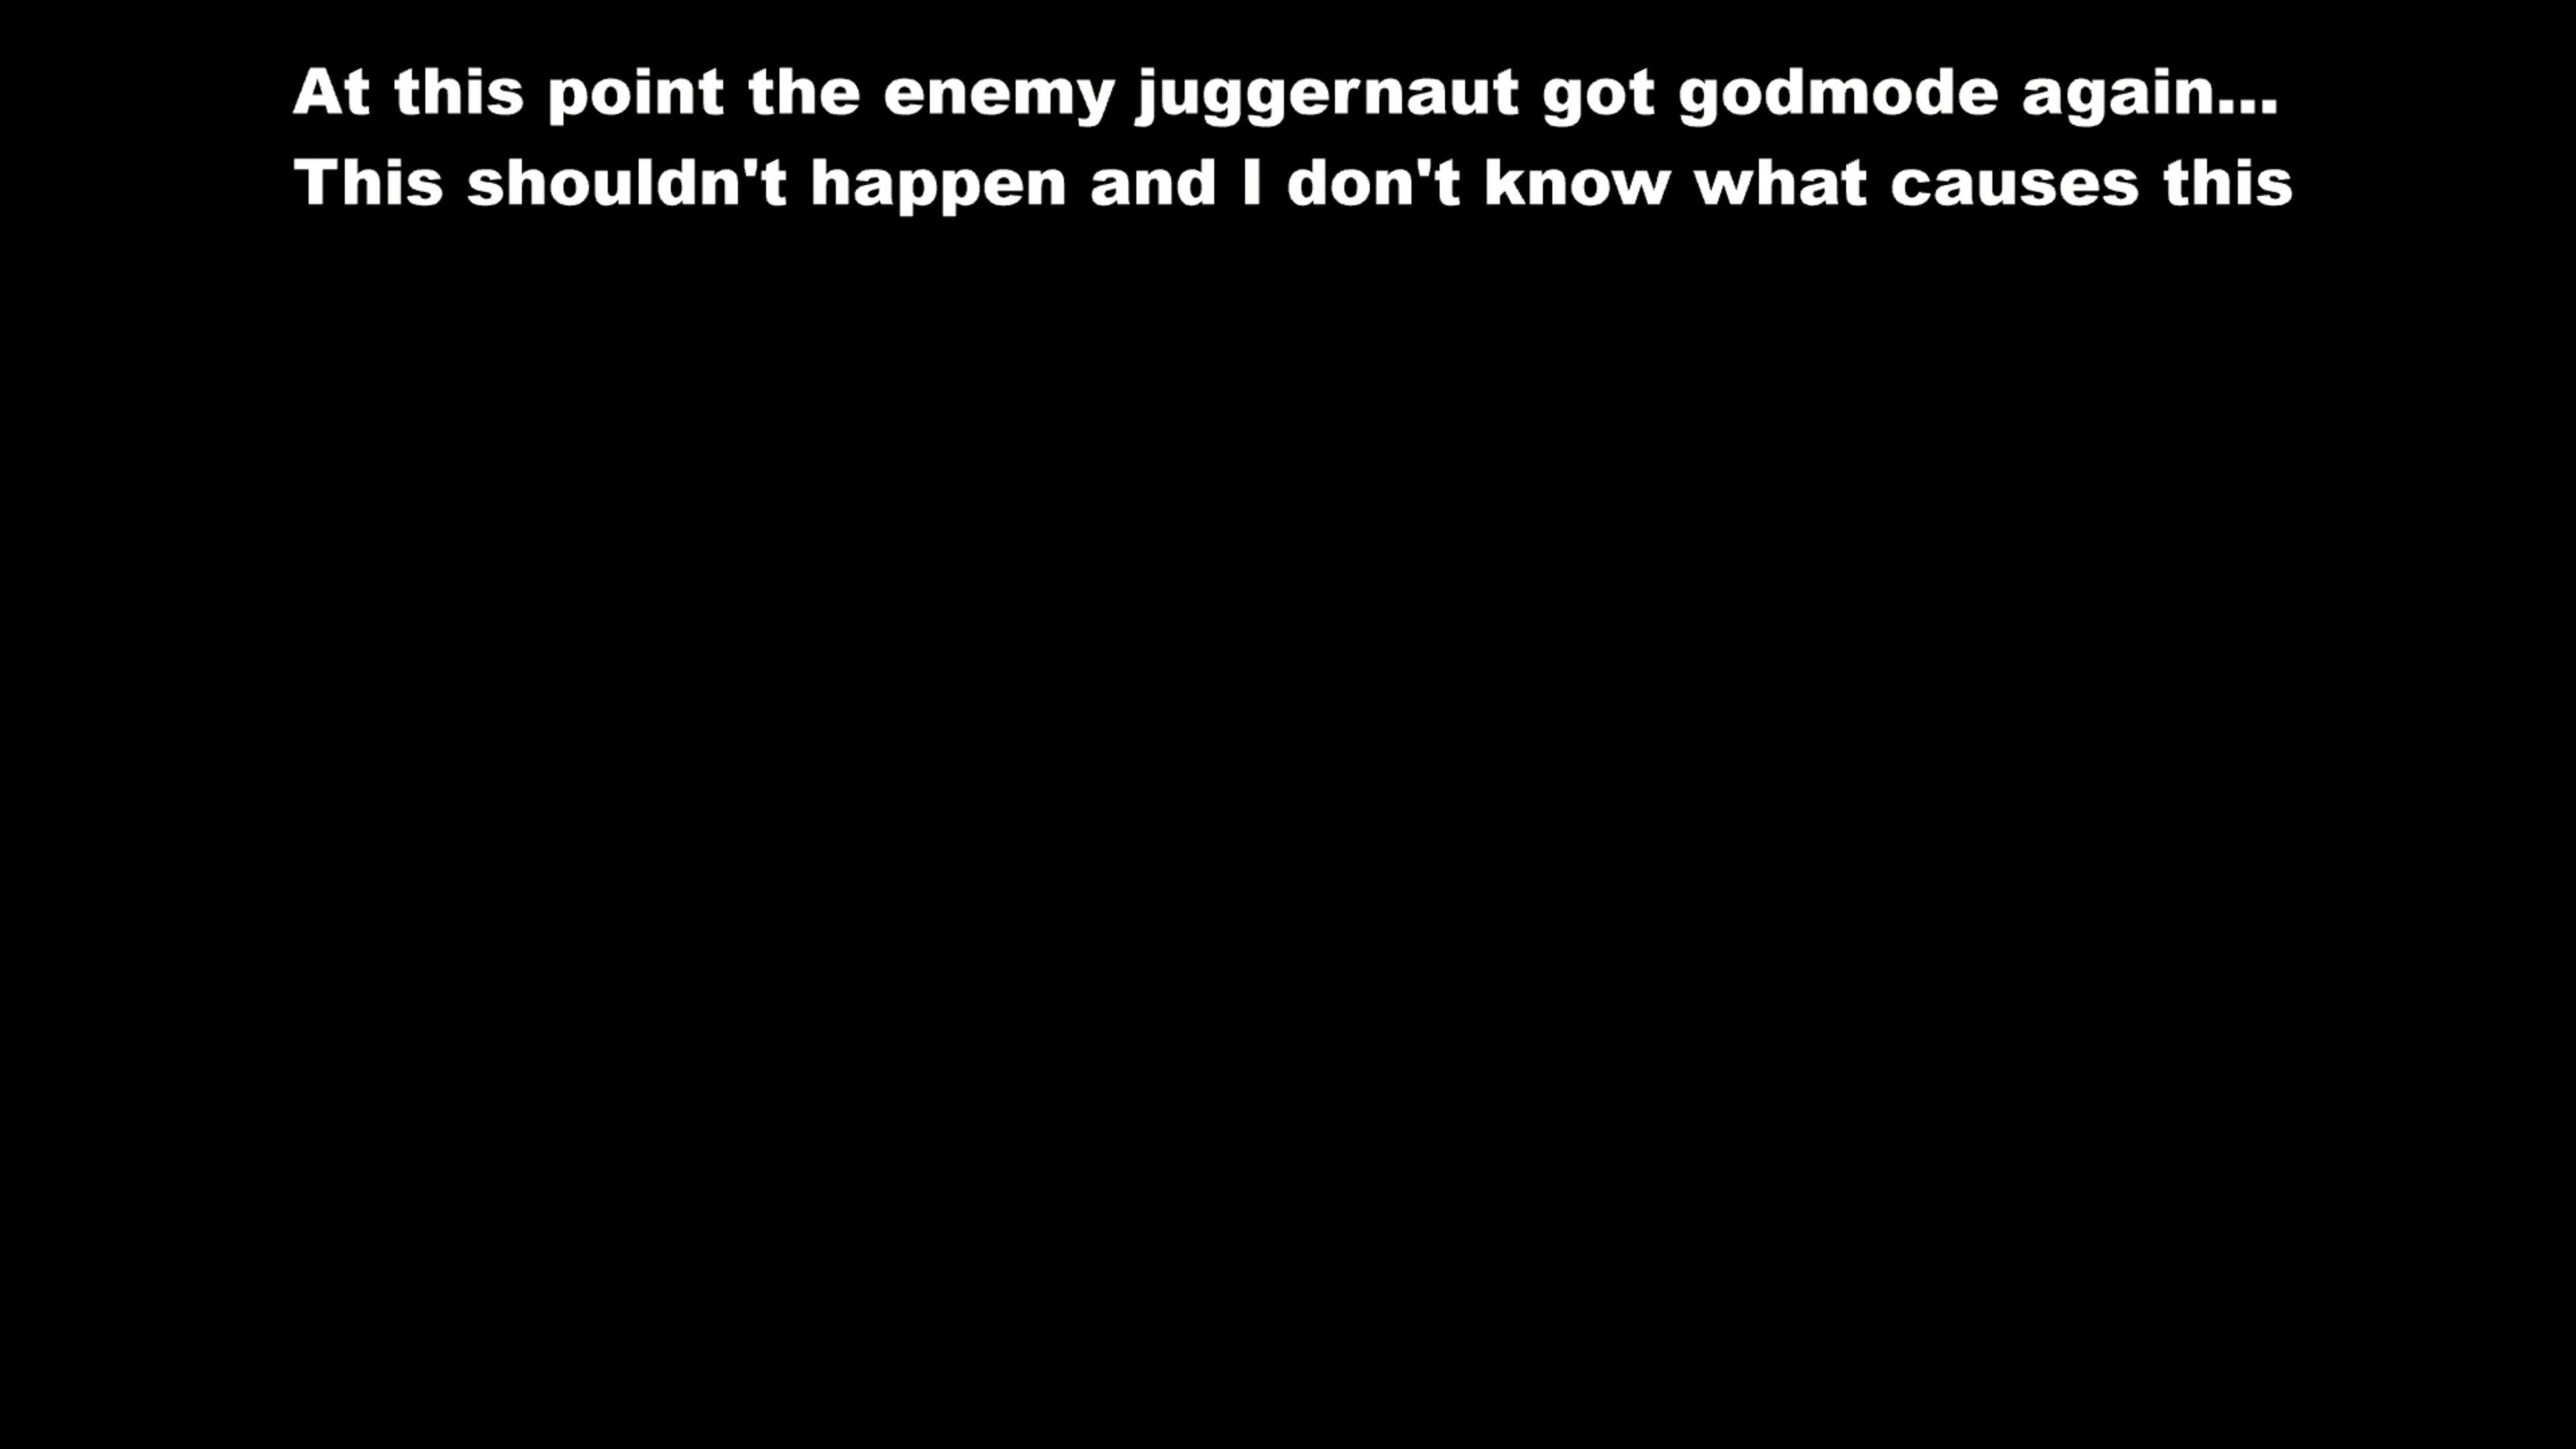 At this point the enemy juggernaut got godmode again...
This shouldn't happen and I don't know what causes this